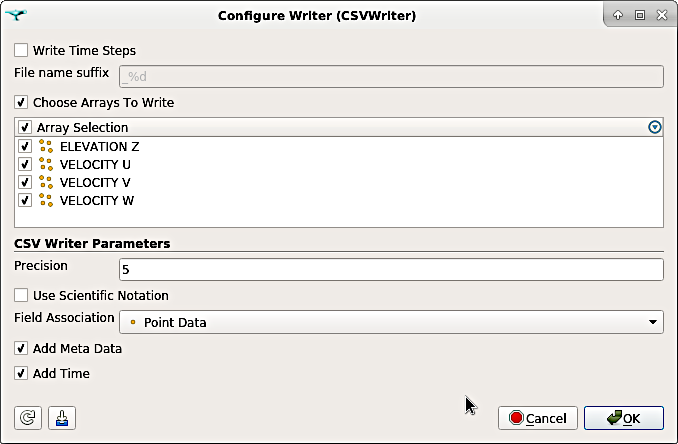 Configure Writer (CSVWriter)
Write Time Steps
File name suffix _%d
Choose Arrays To Write
Array Selection
ELEVATION Z
VELOCITY U
VELOCITY V
VELOCITY W
CSV Writer Parameters
Precision 5
Use Scientific Notation
Field Association Point Data
Add Meta Data
Add Time
Cancel OK